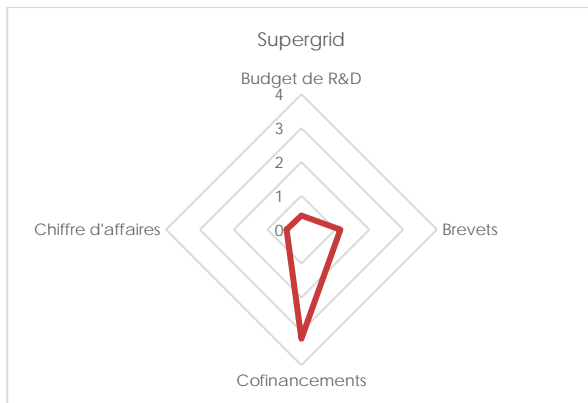 Supergrid
Budget de R&D
4
3
2
1
0
Chiffre d'affaires
Brevets
Cofinancements